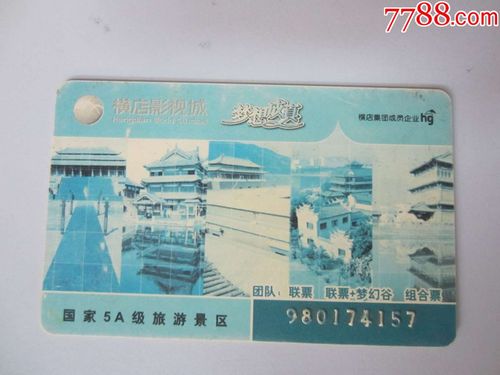 7788.com
横店影视城
Hengdian World Studios
梦想成真
横店集团成员企业 hg
团队： 联票 联票+梦幻谷 组合票
国家5A级旅游景区
980174157